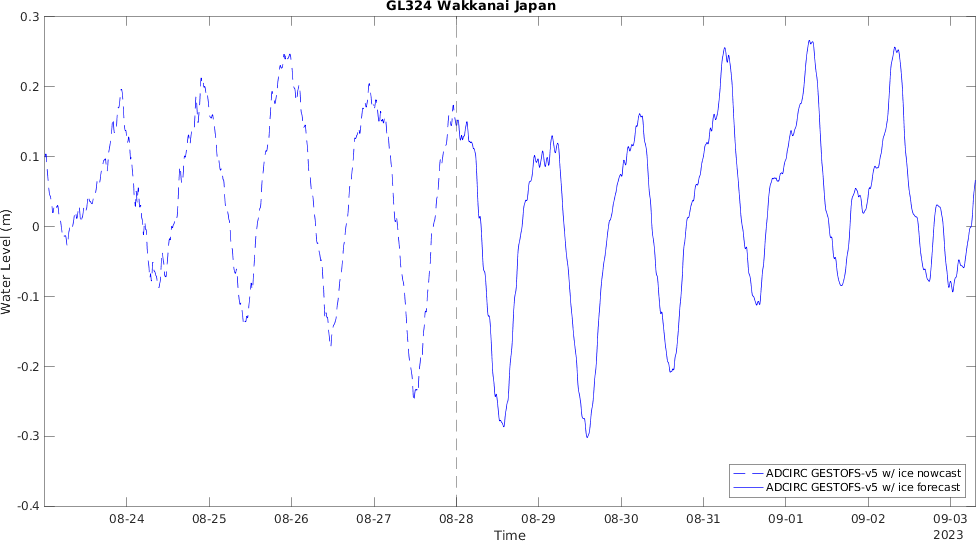 GL324 Wakkanai Japan
0.3
0.2
0.1
0
-0.1
-0.2
-0.3
-0.4
Water Level (m)
ADCIRC GESTOFS-v5 w/ ice nowcast
ADCIRC GESTOFS-v5 w/ ice forecast
08-24 08-25 08-26 08-27 08-28 08-29 08-30 08-31 09-01 09-02 09-03
Time 2023